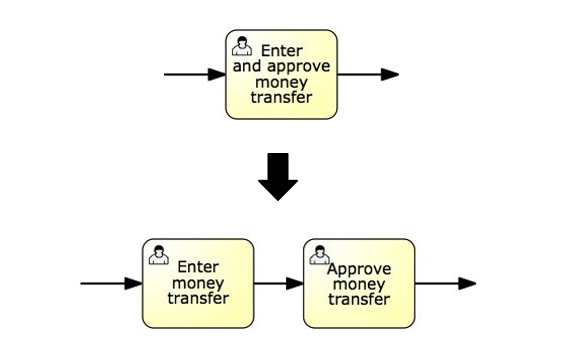 Enter
and approve
money
transfer
Enter
money
transfer
Approve
money
transfer